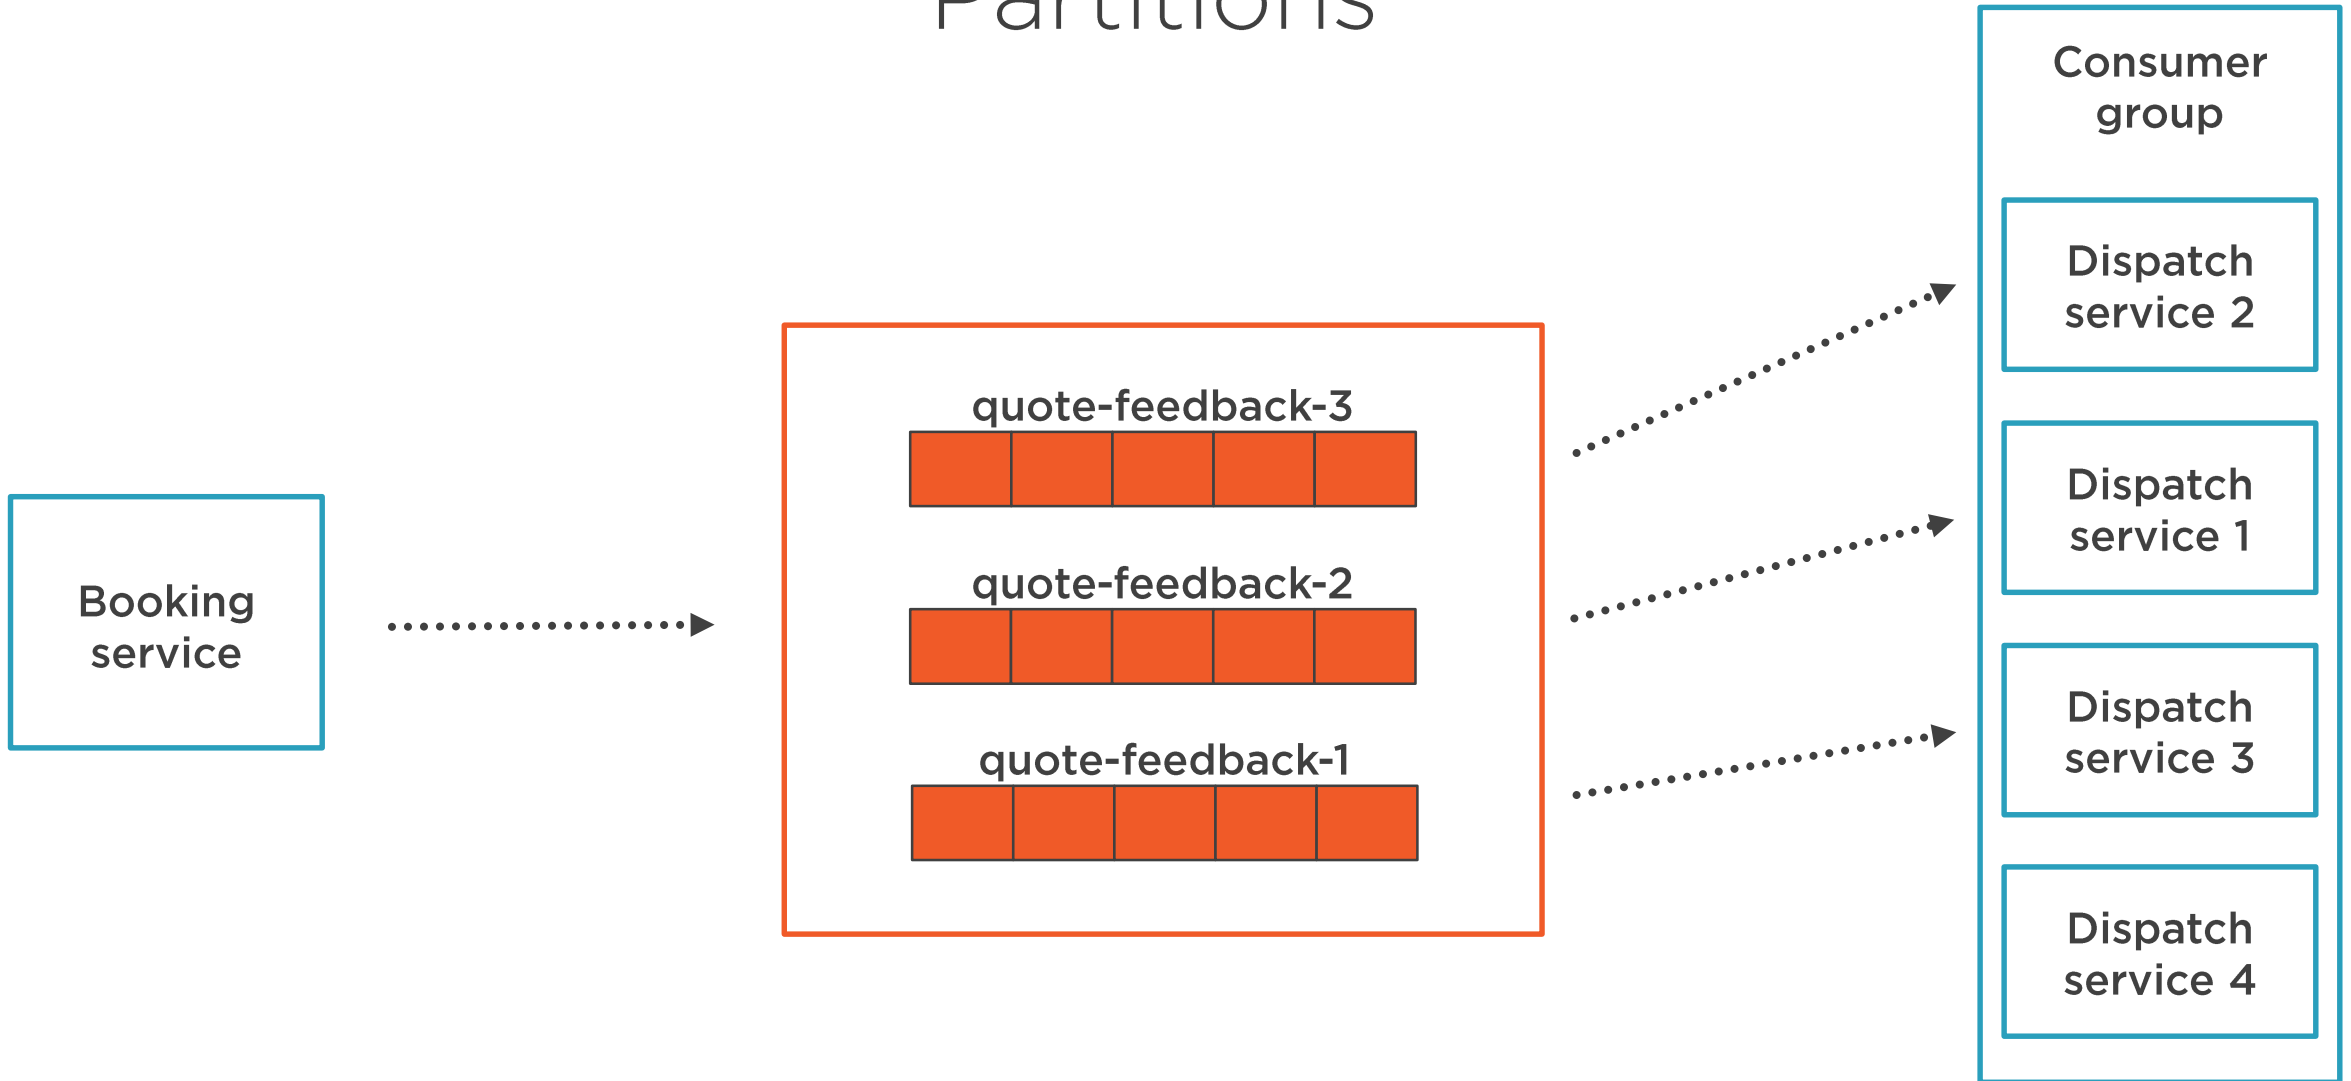 Partitions
Consumer
group
Dispatch
service 2
quote-feedback-3
Dispatch
service 1
quote-feedback-2
Booking
service
Dispatch
service 3
quote-feedback-1
Dispatch
service 4